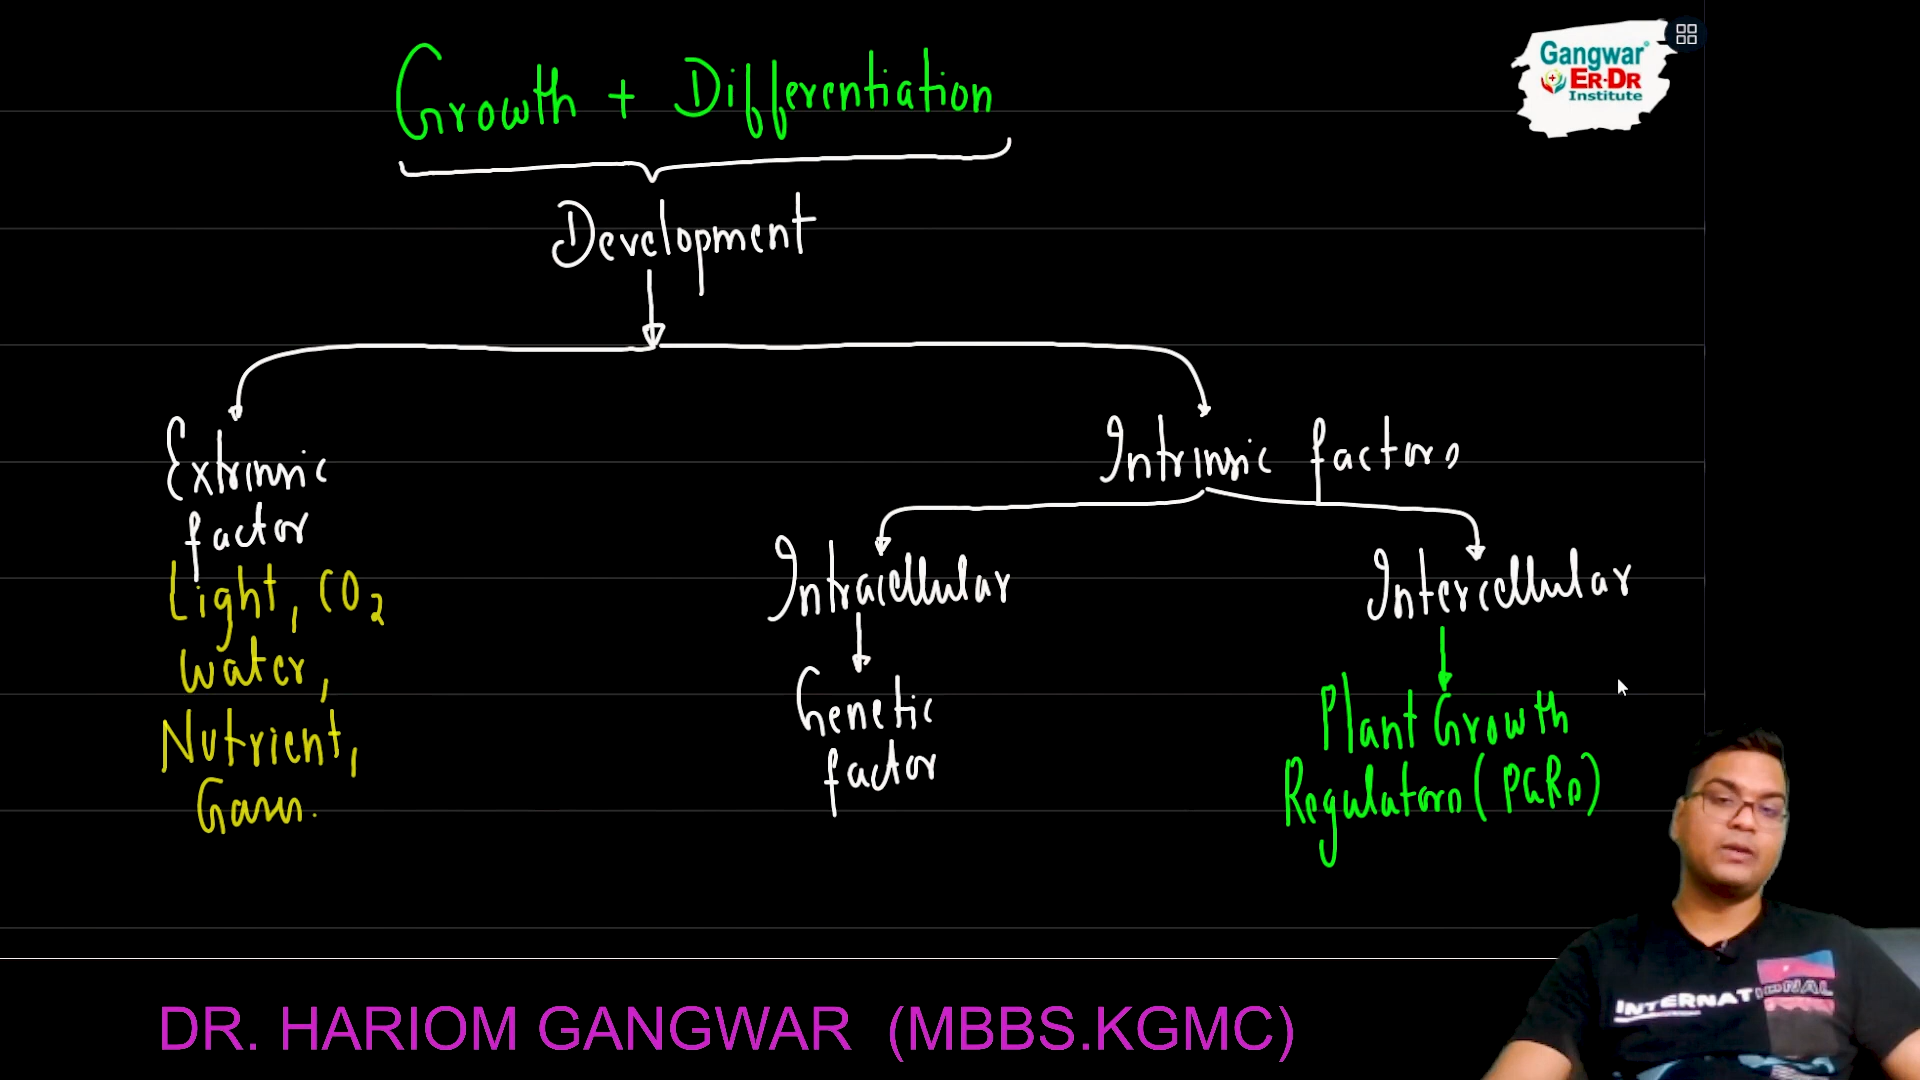 Growth + Differentiation
Gangwar
ER-DR
Institute
Development
Extrinsic
factor
Light, CO₂
water,
Nutrient,
Gases.
Intrinsic factors
Intracellular
Genetic
factor
Intercellular
Plant Growth
Regulators (PGRs)
INTERNATIONAL
DR. HARIOM GANGWAR (MBBS.KGMC)